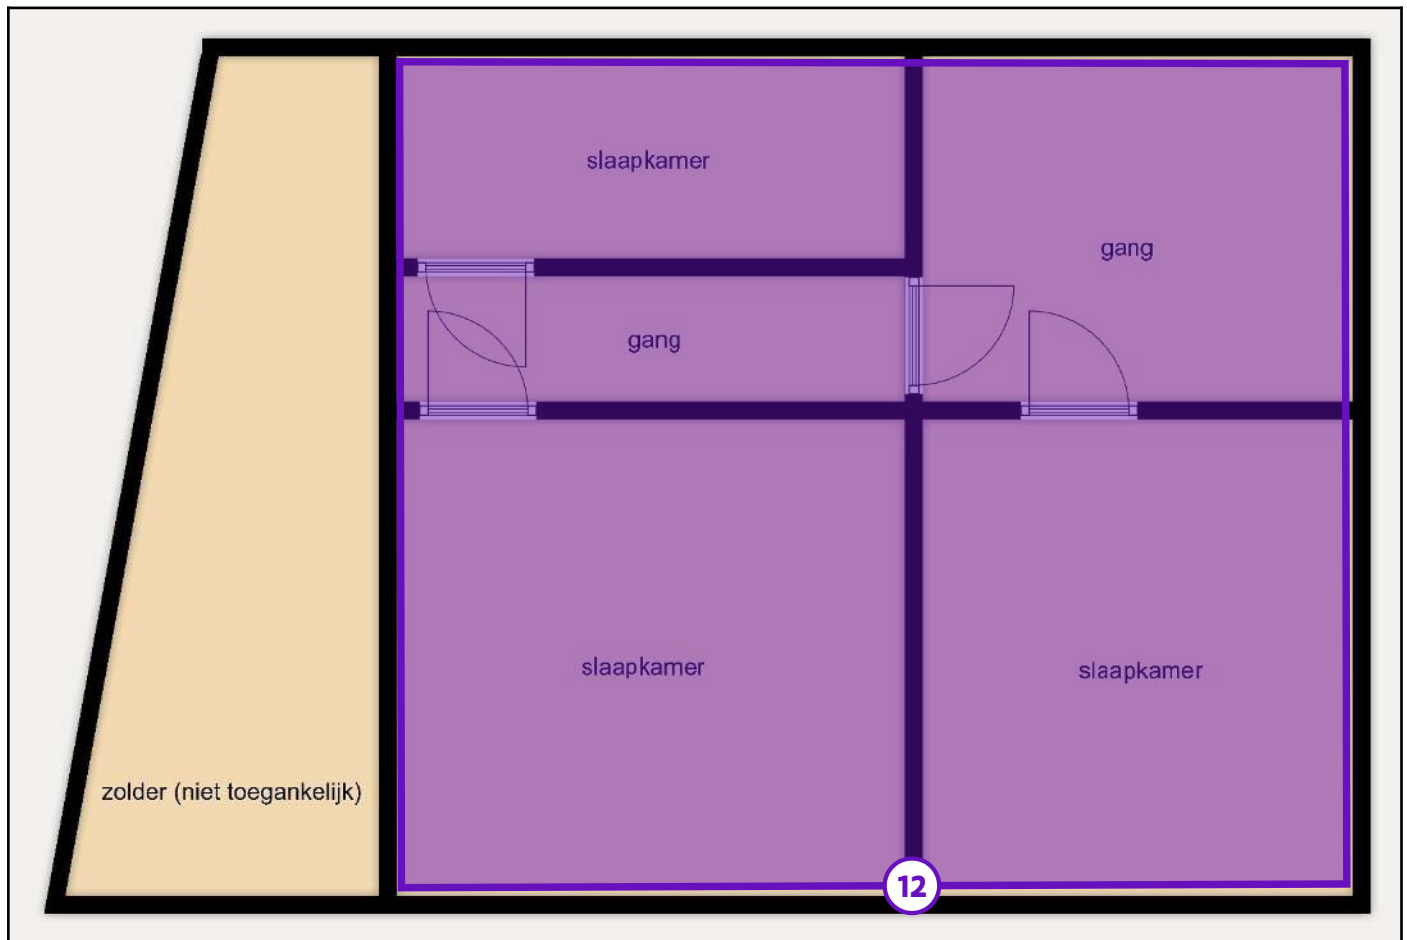 slaapkamer
gang
gang
slaapkamer
slaapkamer
zolder (niet toegankelijk)
12